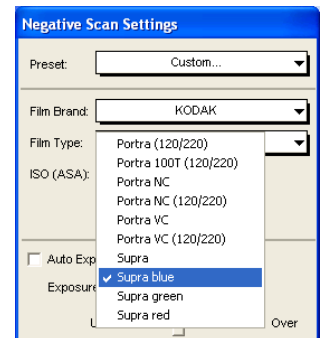 Negative Scan Settings
Preset: Custom...
Film Brand: KODAK
Film Type:
Portra (120/220)
Portra 100T (120/220)
ISO (ASA):
Portra NC
Portra NC (120/220)
Portra VC
Portra VC (120/220)
Auto Exp
Supra
Supra blue
Exposure
Supra green
Supra red
U
Over